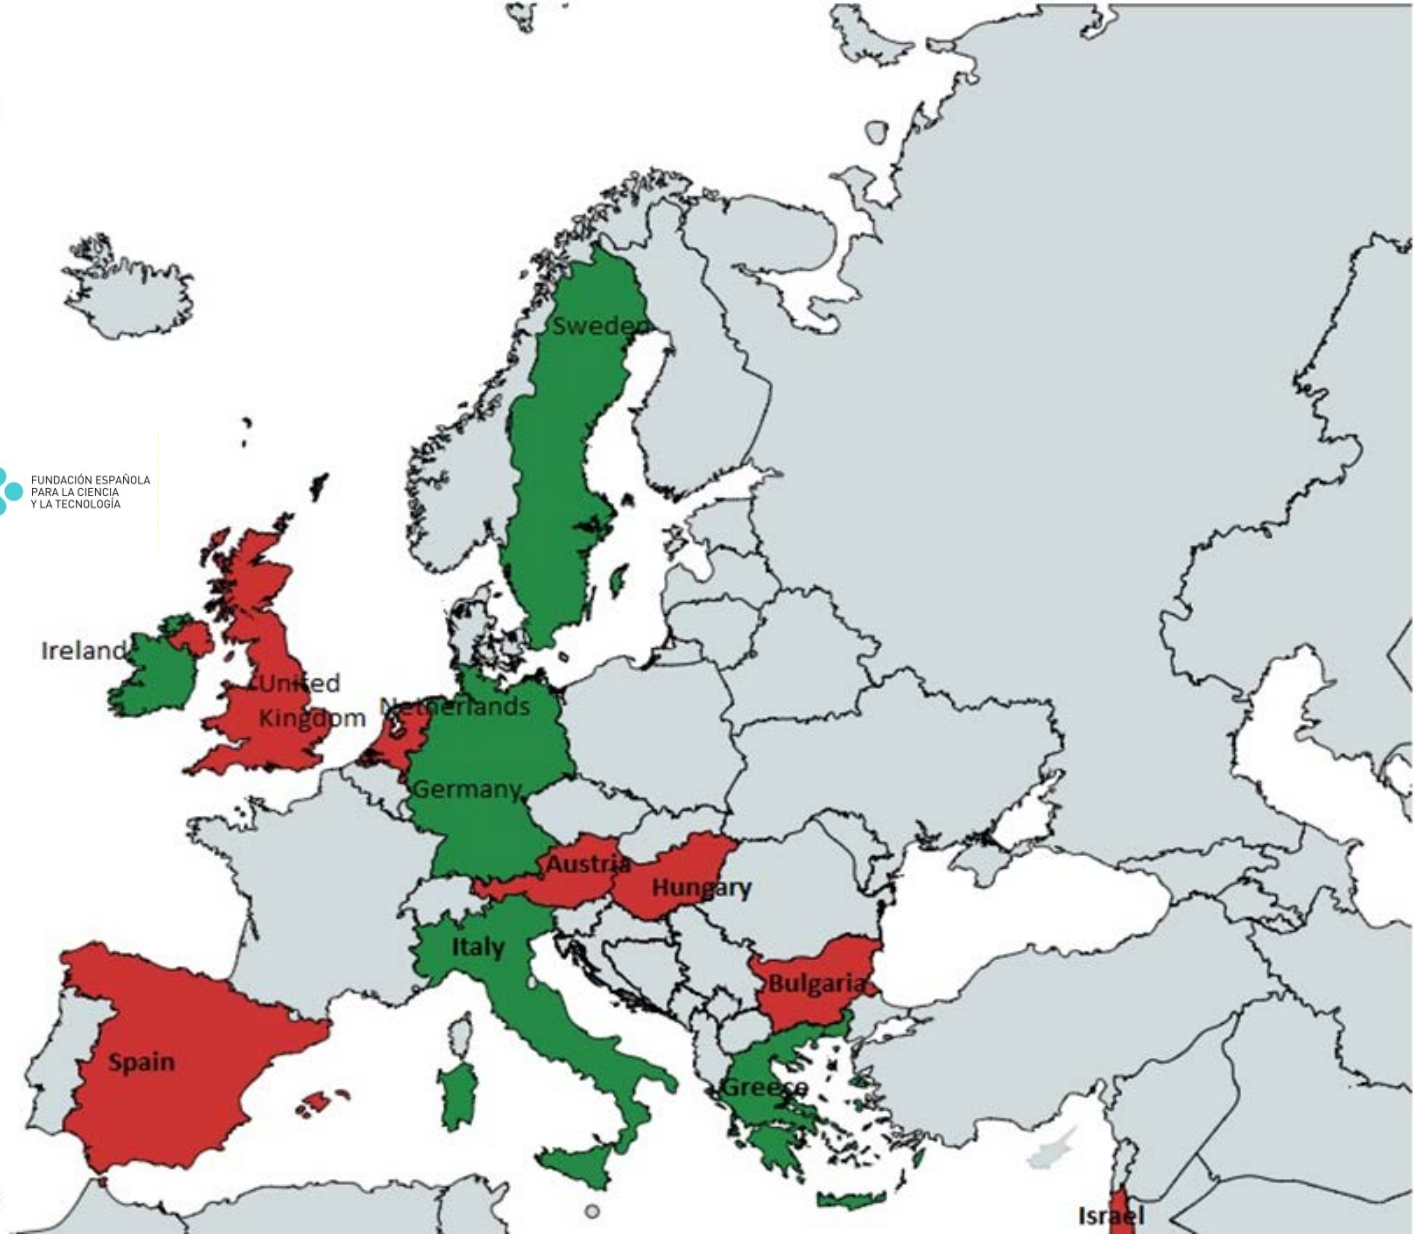 Sweden
FUNDACIÓN ESPAÑOLA
PARA LA CIENCIA
Y LA TECNOLOGÍA
Ireland
United
Kingdom
Netherlands
Germany
Austria
Hungary
Italy
Bulgaria
Spain
Greece
Israel